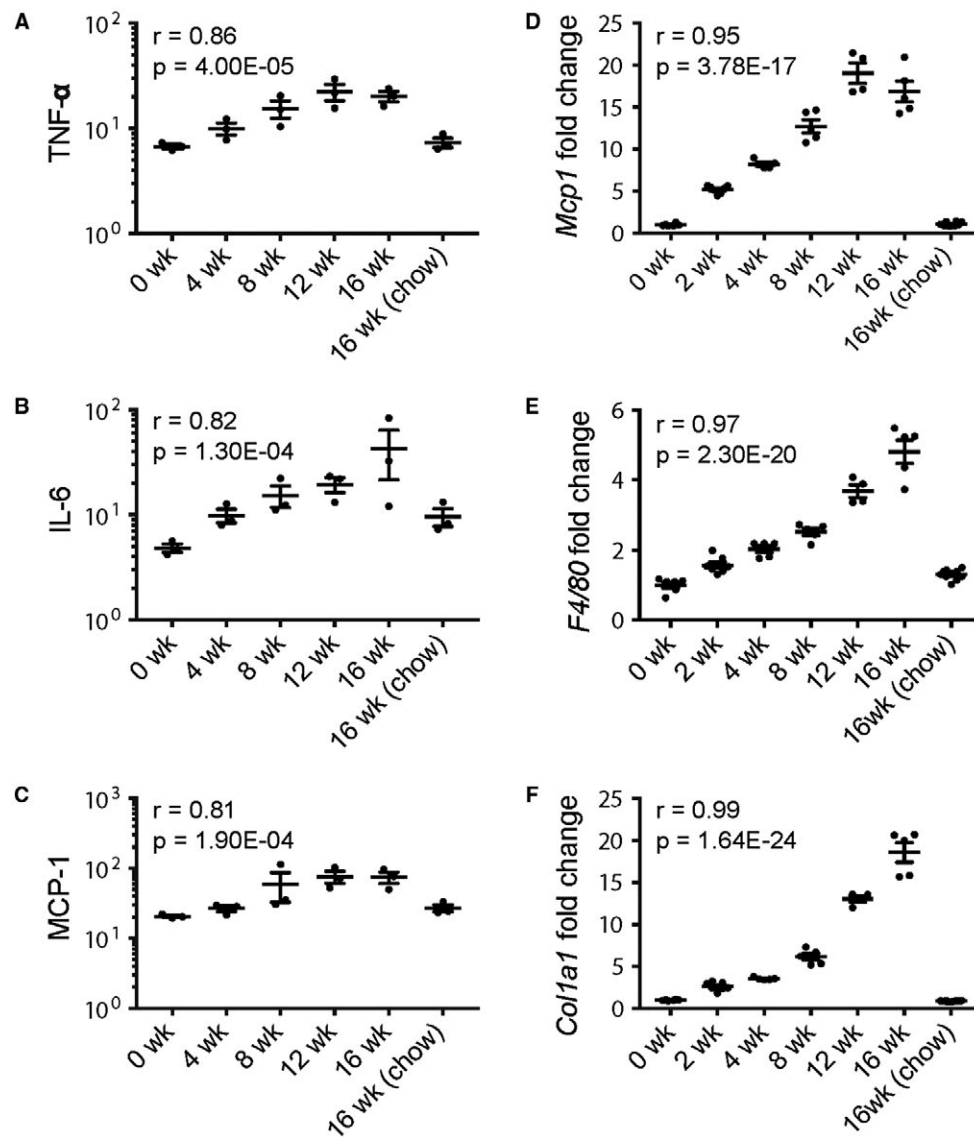 A
TNF-α
10²
10¹
10⁰
r = 0.86
p = 4.00E-05
0 wk
4 wk
8 wk
12 wk
16 wk
16 wk (chow)
B
IL-6
10²
10¹
10⁰
r = 0.82
p = 1.30E-04
0 wk
4 wk
8 wk
12 wk
16 wk
16 wk (chow)
C
MCP-1
10³
10²
10¹
10⁰
r = 0.81
p = 1.90E-04
0 wk
4 wk
8 wk
12 wk
16 wk
16 wk (chow)
D
Mcp1 fold change
25
20
15
10
5
0
r = 0.95
p = 3.78E-17
0 wk
2 wk
4 wk
8 wk
12 wk
16 wk
16wk (chow)
E
F4/80 fold change
6
4
2
0
r = 0.97
p = 2.30E-20
0 wk
2 wk
4 wk
8 wk
12 wk
16 wk
16wk (chow)
F
Col1a1 fold change
25
20
15
10
5
0
r = 0.99
p = 1.64E-24
0 wk
2 wk
4 wk
8 wk
12 wk
16 wk
16wk (chow)